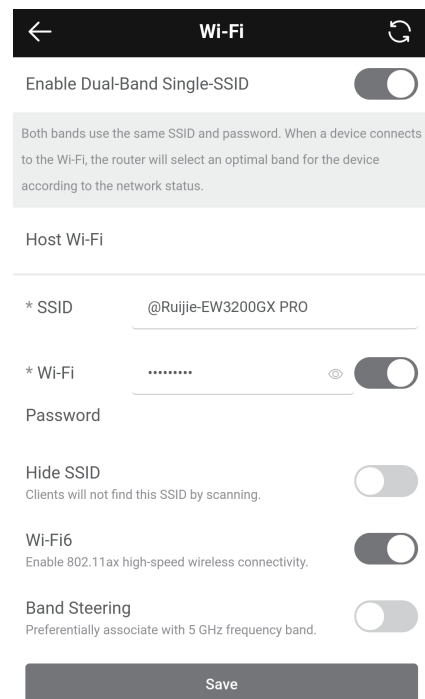 Wi-Fi
Enable Dual-Band Single-SSID
Both bands use the same SSID and password. When a device connects
to the Wi-Fi, the router will select an optimal band for the device
according to the network status.
Host Wi-Fi
* SSID
@Ruijie-EW3200GX PRO
* Wi-Fi
Password
•••••••••
Hide SSID
Clients will not find this SSID by scanning.
Wi-Fi6
Enable 802.11ax high-speed wireless connectivity.
Band Steering
Preferentially associate with 5 GHz frequency band.
Save